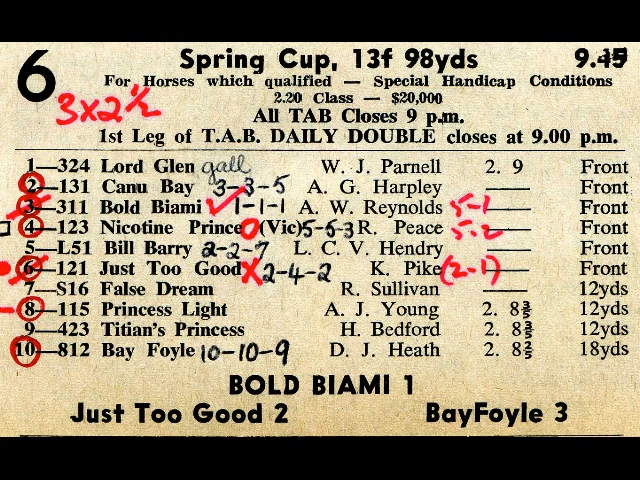 6 Spring Cup, 13f 98yds 9.45
For Horses which qualified — Special Handicap Conditions
3x2½ 2.20 Class — $20,000
All TAB Closes 9 p.m.
1st Leg of T.A.B. DAILY DOUBLE closes at 9.00 p.m.
1—324 Lord Glen gall W. J. Parnell 2. 9 Front
2—131 Canu Bay 3-3-5 A. G. Harpley — Front
3—311 Bold Biami ✓ 1-1-1 A. W. Reynolds 5-1 — Front
4—123 Nicotine Prince O (Vic) 5-5-3 R. Peace 5-2 — Front
5—L51 Bill Barry 2-2-7 L. C. V. Hendry — Front
6—121 Just Too Good X 2-4-2 K. Pike (2-1) — Front
7—S16 False Dream R. Sullivan — 12yds
8—115 Princess Light A. J. Young 2. 8⅗ 12yds
9—423 Titian's Princess H. Bedford 2. 8⅗ 12yds
10—812 Bay Foyle 10-10-9 D. J. Heath 2. 8⅖ 18yds
BOLD BIAMI 1
Just Too Good 2 BayFoyle 3